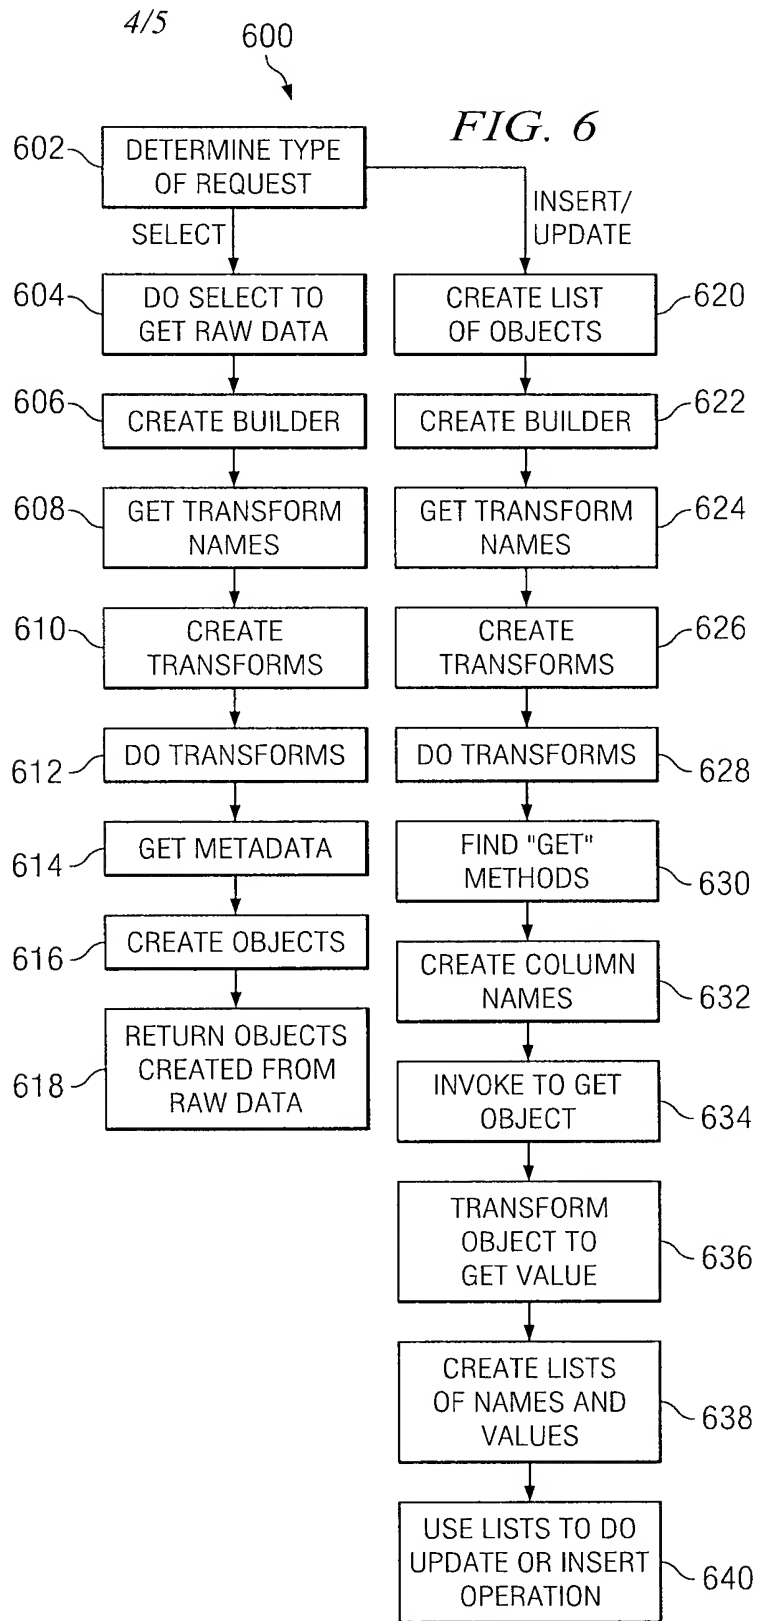 4/5
600
FIG. 6
602
DETERMINE TYPE
OF REQUEST
SELECT
INSERT/
UPDATE
604
DO SELECT TO
GET RAW DATA
606
CREATE BUILDER
608
GET TRANSFORM
NAMES
610
CREATE
TRANSFORMS
612
DO TRANSFORMS
614
GET METADATA
616
CREATE OBJECTS
618
RETURN OBJECTS
CREATED FROM
RAW DATA
CREATE LIST
OF OBJECTS
620
CREATE BUILDER
622
GET TRANSFORM
NAMES
624
CREATE
TRANSFORMS
626
DO TRANSFORMS
628
FIND "GET"
METHODS
630
CREATE COLUMN
NAMES
632
INVOKE TO GET
OBJECT
634
TRANSFORM
OBJECT TO
GET VALUE
636
CREATE LISTS
OF NAMES AND
VALUES
638
USE LISTS TO DO
UPDATE OR INSERT
OPERATION
640